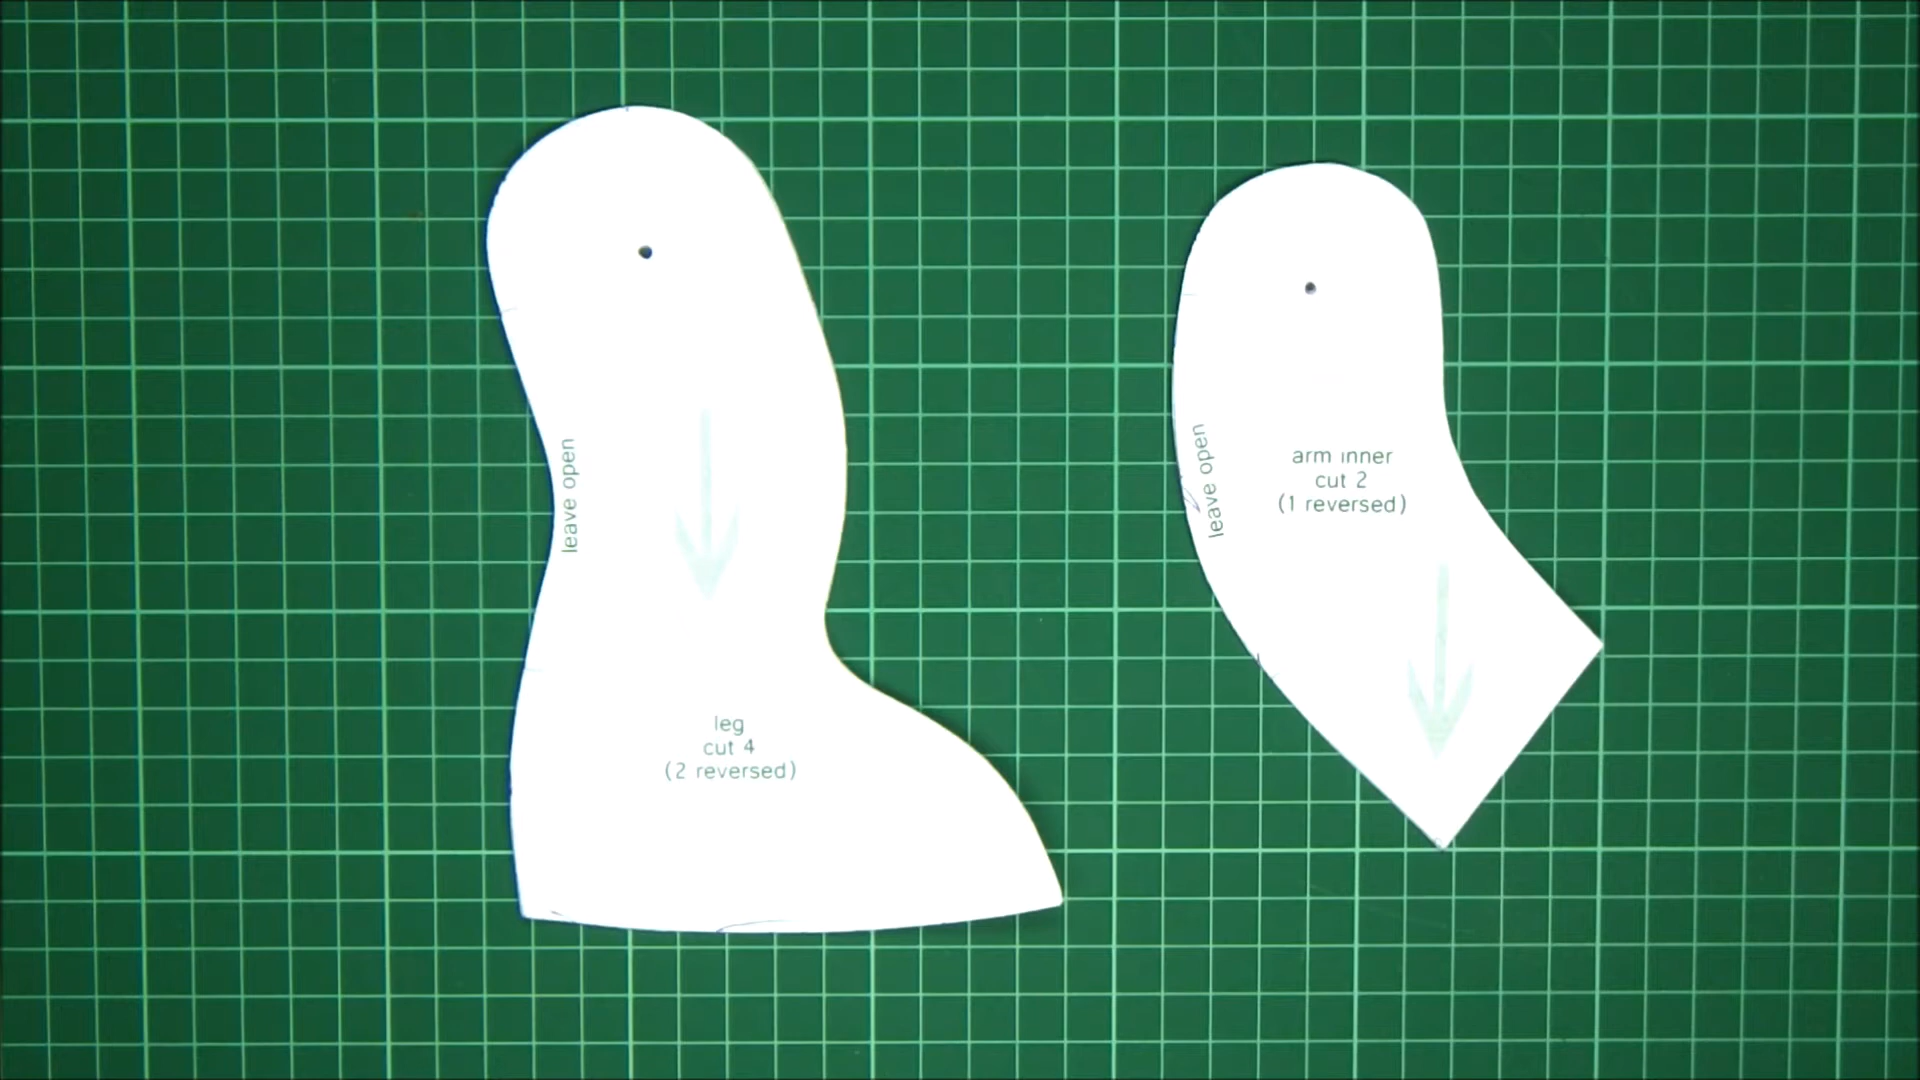 leave open
leg
cut 4
(2 reversed)
leave open
arm inner
cut 2
(1 reversed)